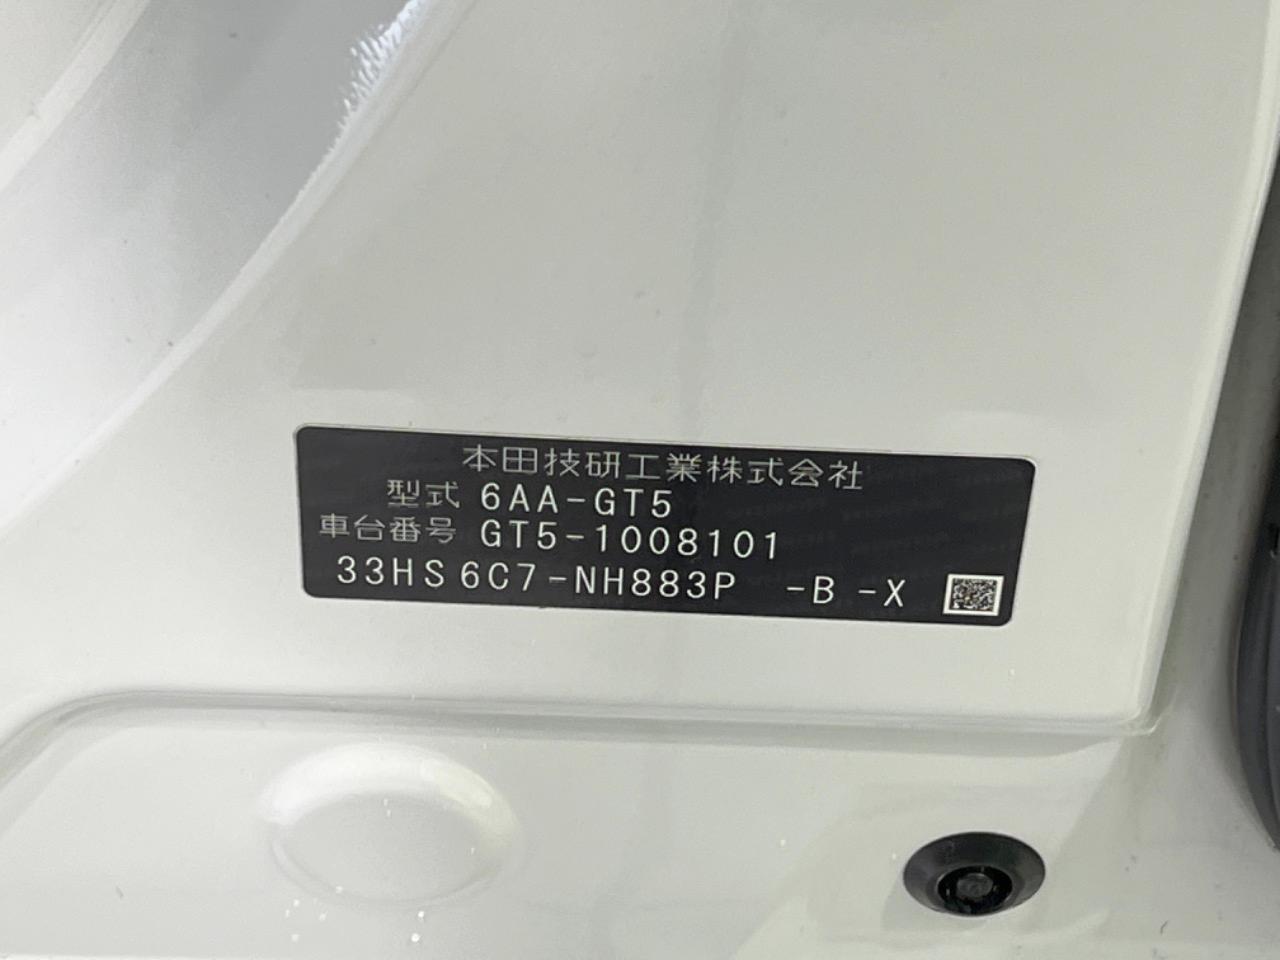 本田技研工業株式会社
型式 6AA-GT5
車台番号 GT5-1008101
33HS6C7-NH883P -B -X